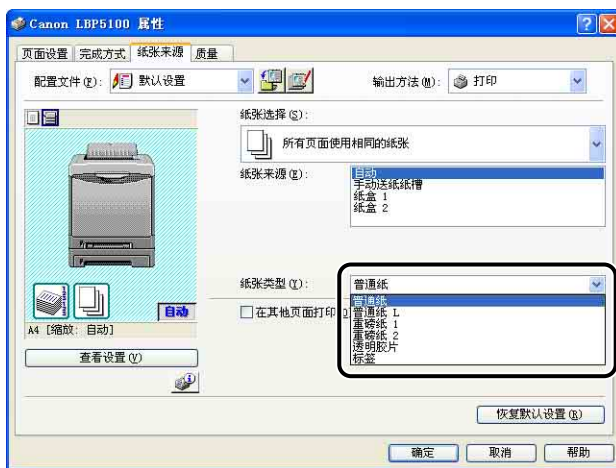 Canon LBP5100 属性
页面设置 完成方式 纸张来源 质量
配置文件(F): 默认设置 输出方法(M): 打印
纸张选择(S):
所有页面使用相同的纸张
纸张来源(E):
自动
手动送纸纸槽
纸盒 1
纸盒 2
纸张类型(Y): 普通纸
普通纸
普通纸 L
重磅纸 1
重磅纸 2
透明胶片
标签
在其他页面打印
自动
A4 [缩放: 自动]
查看设置(V)
恢复默认设置(R)
确定 取消 帮助